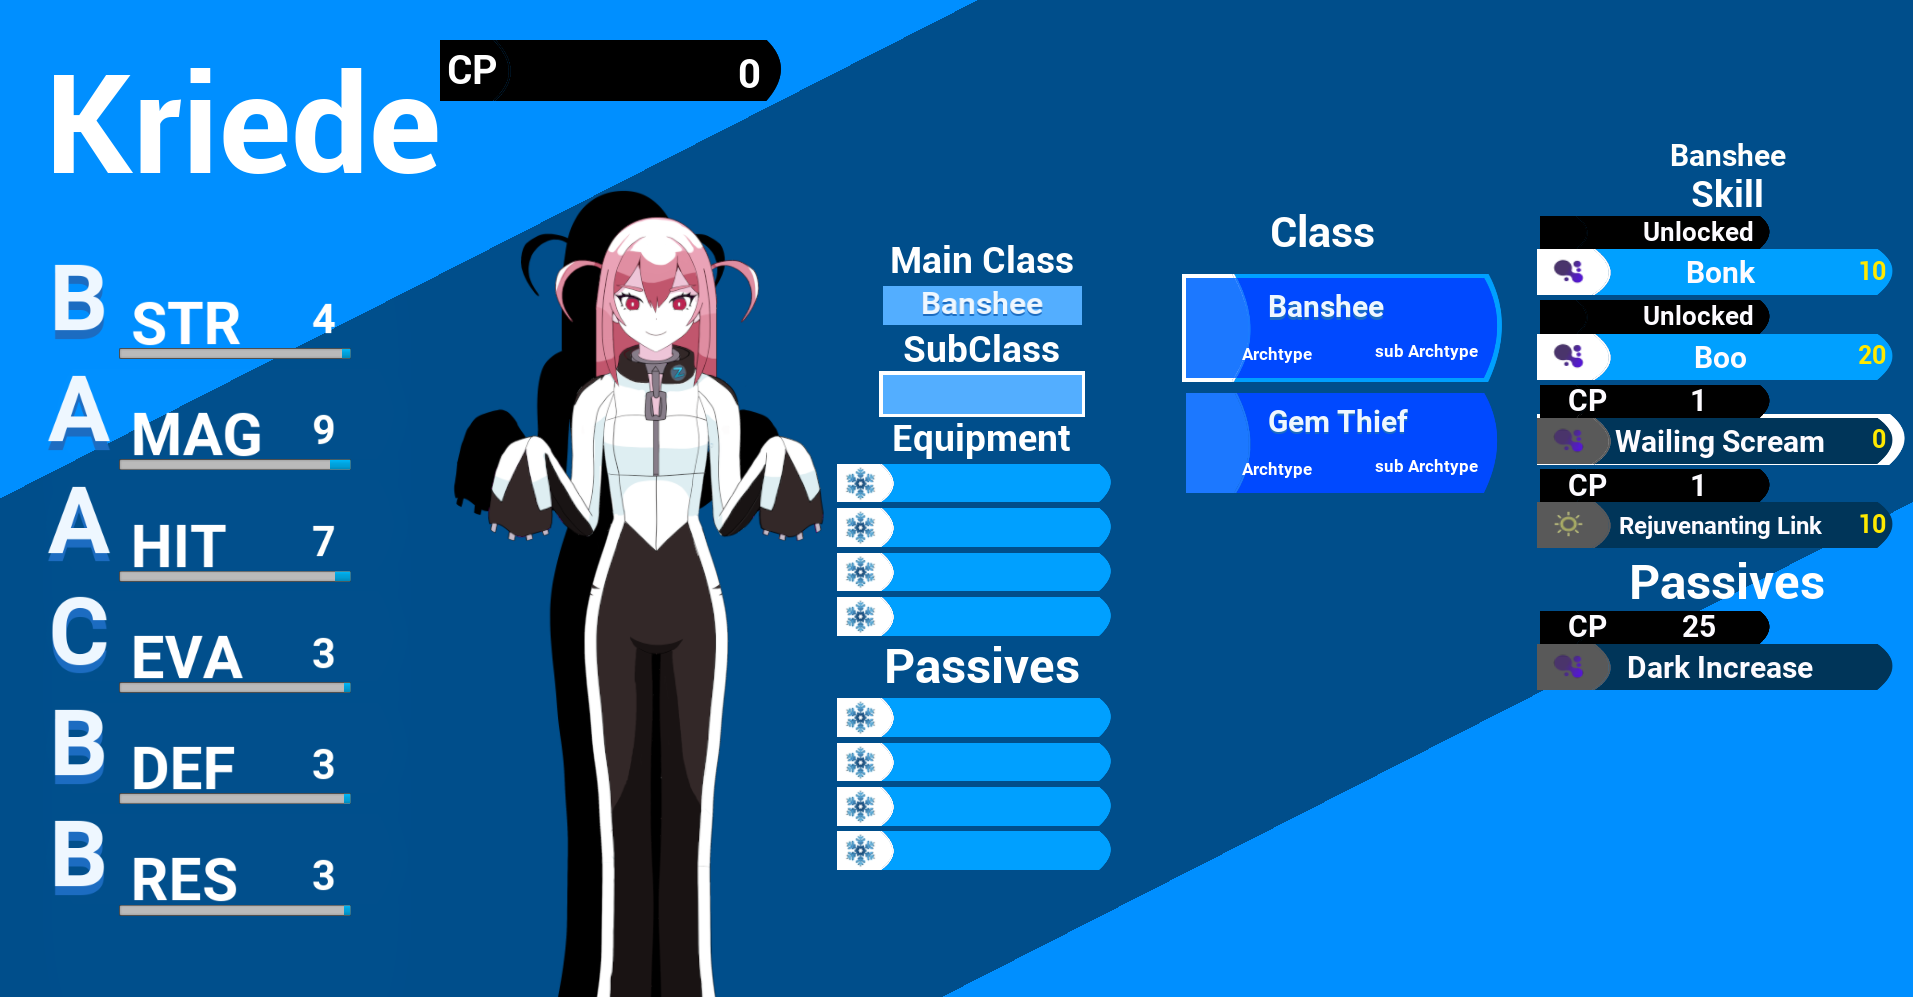 Kriede
CP 0
B STR 4
A MAG 9
A HIT 7
C EVA 3
B DEF 3
B RES 3
Main Class
Banshee
SubClass
Equipment
Passives
Class
Banshee
Archtype sub Archtype
Gem Thief
Archtype sub Archtype
Banshee
Skill
Unlocked
Bonk 10
Unlocked
Boo 20
CP 1
Wailing Scream 0
CP 1
Rejuvenanting Link 10
Passives
CP 25
Dark Increase